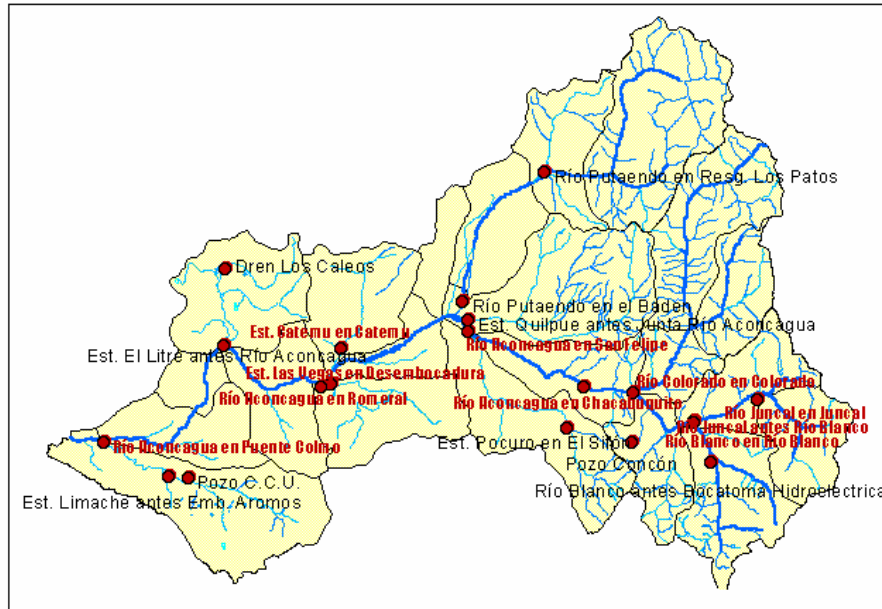 Río Putaendo en Resg. Los Patos
Dren Los Caleos
Río Putaendo en el Baden
Est. Quilpue antes Junta Río Aconcagua
Est. Catemu en Catemu
Río Aconcagua en San Felipe
Est. El Litre antes Río Aconcagua
Est. Las Vegas en Desembocadura
Río Colorado en Colorado
Río Aconcagua en Romeral
Río Aconcagua en Chacabuquito
Río Juncal en Juncal
Juncal antes Río Blanco
Río Aconcagua en Puente Colmo
Est. Pocuro en El Sifón
Río Blanco en Río Blanco
Pozo Concón
Pozo C.C.U.
Río Blanco antes Bocatoma Hidroelectrica
Est. Limache antes Emb. Aromos